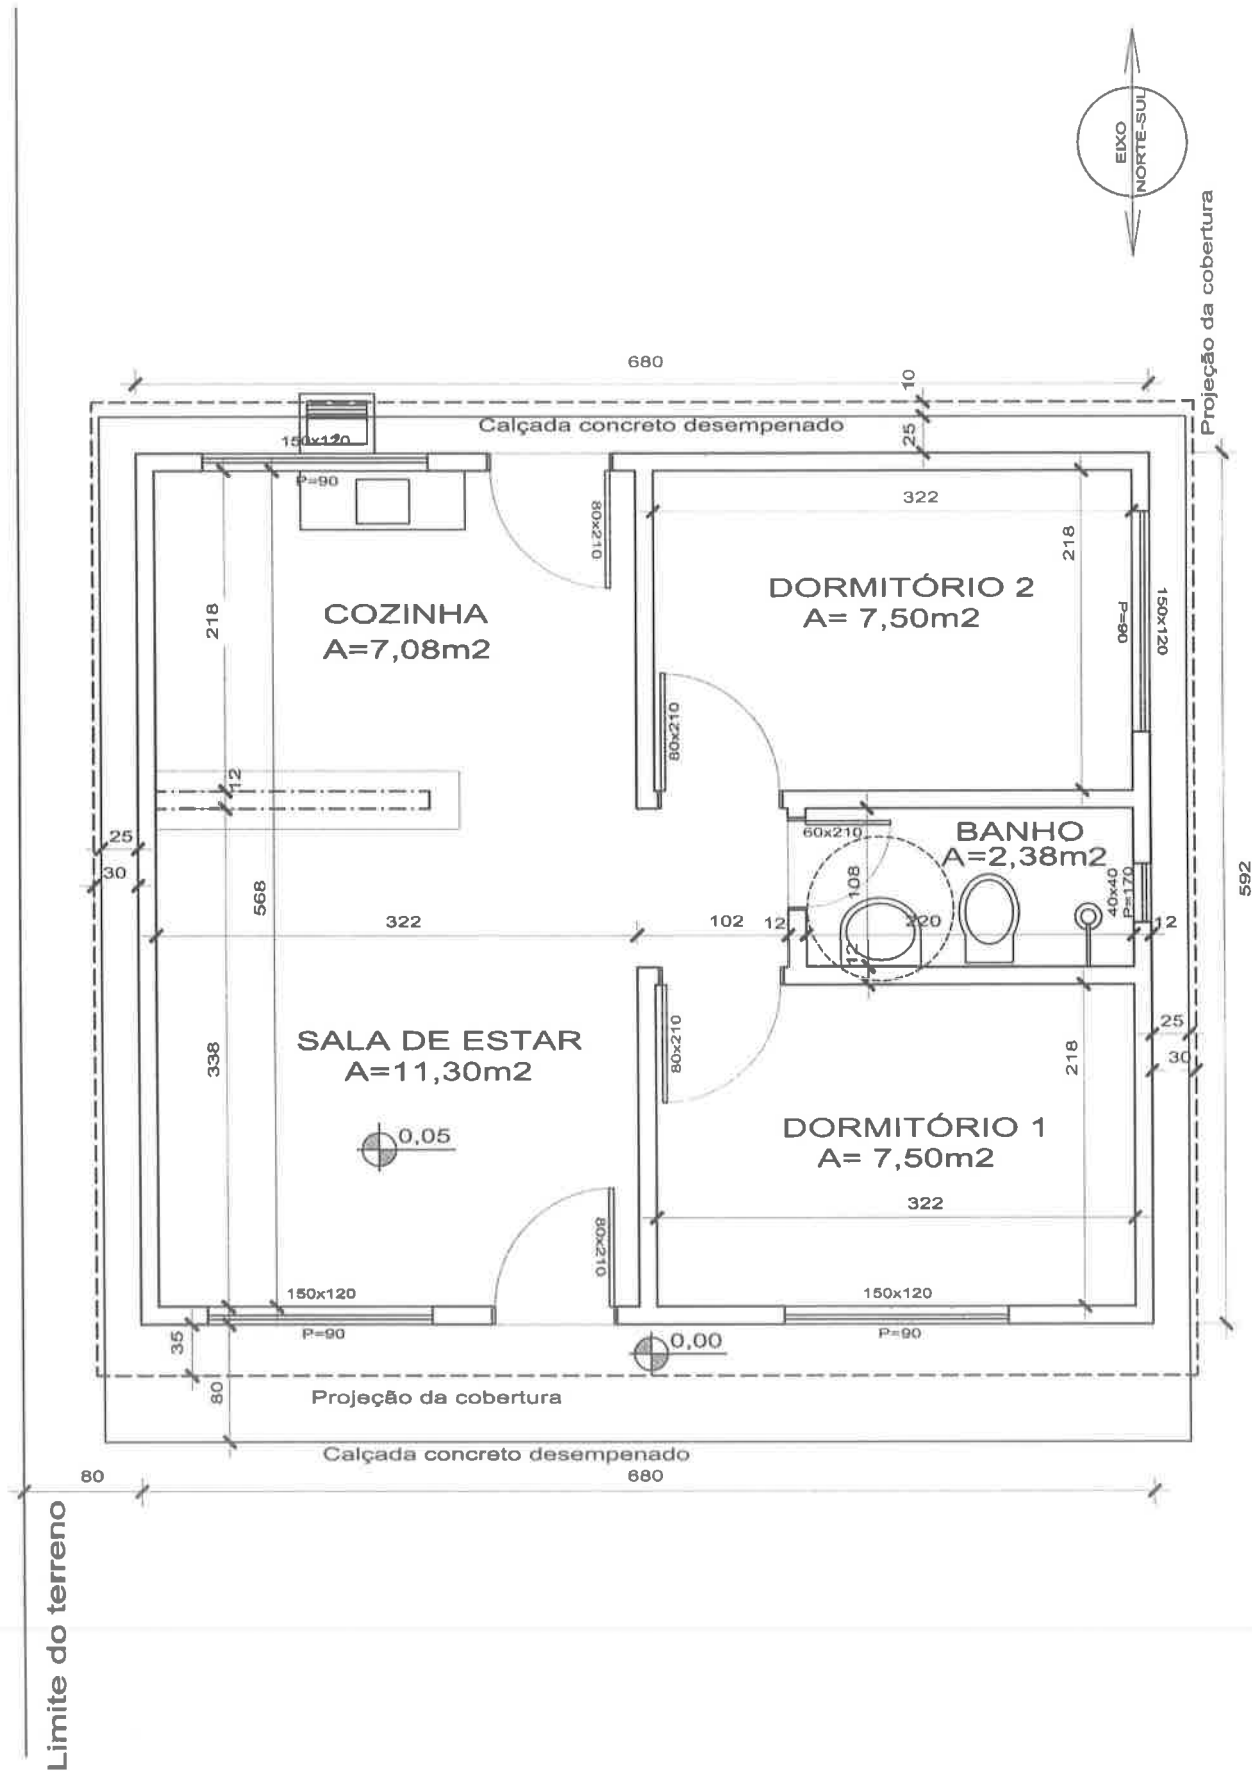 EIXO
NORTE-SUL
Projeção da cobertura
680
10
Calçada concreto desempenado
25
150x120
P=90
80x210
322
218
218
DORMITÓRIO 2
A= 7,50m2
COZINHA
A=7,08m2
P=90
150x120
80x210
12
25
30
60x210
BANHO
A=2,38m2
108
40x40
P=170
592
568
322
102
12
220
12
12
SALA DE ESTAR
A=11,30m2
338
80x210
218
25
30
0,05
DORMITÓRIO 1
A= 7,50m2
322
80x210
150x120
P=90
150x120
P=90
35
0,00
80
Projeção da cobertura
Calçada concreto desempenado
80
680
Limite do terreno